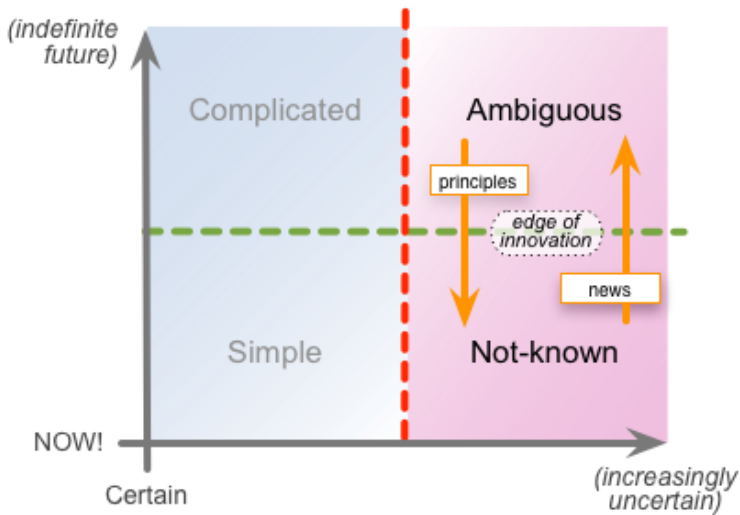 (indefinite
future)
Complicated
Ambiguous
principles
edge of
innovation
news
Simple
Not-known
NOW!
Certain
(increasingly
uncertain)